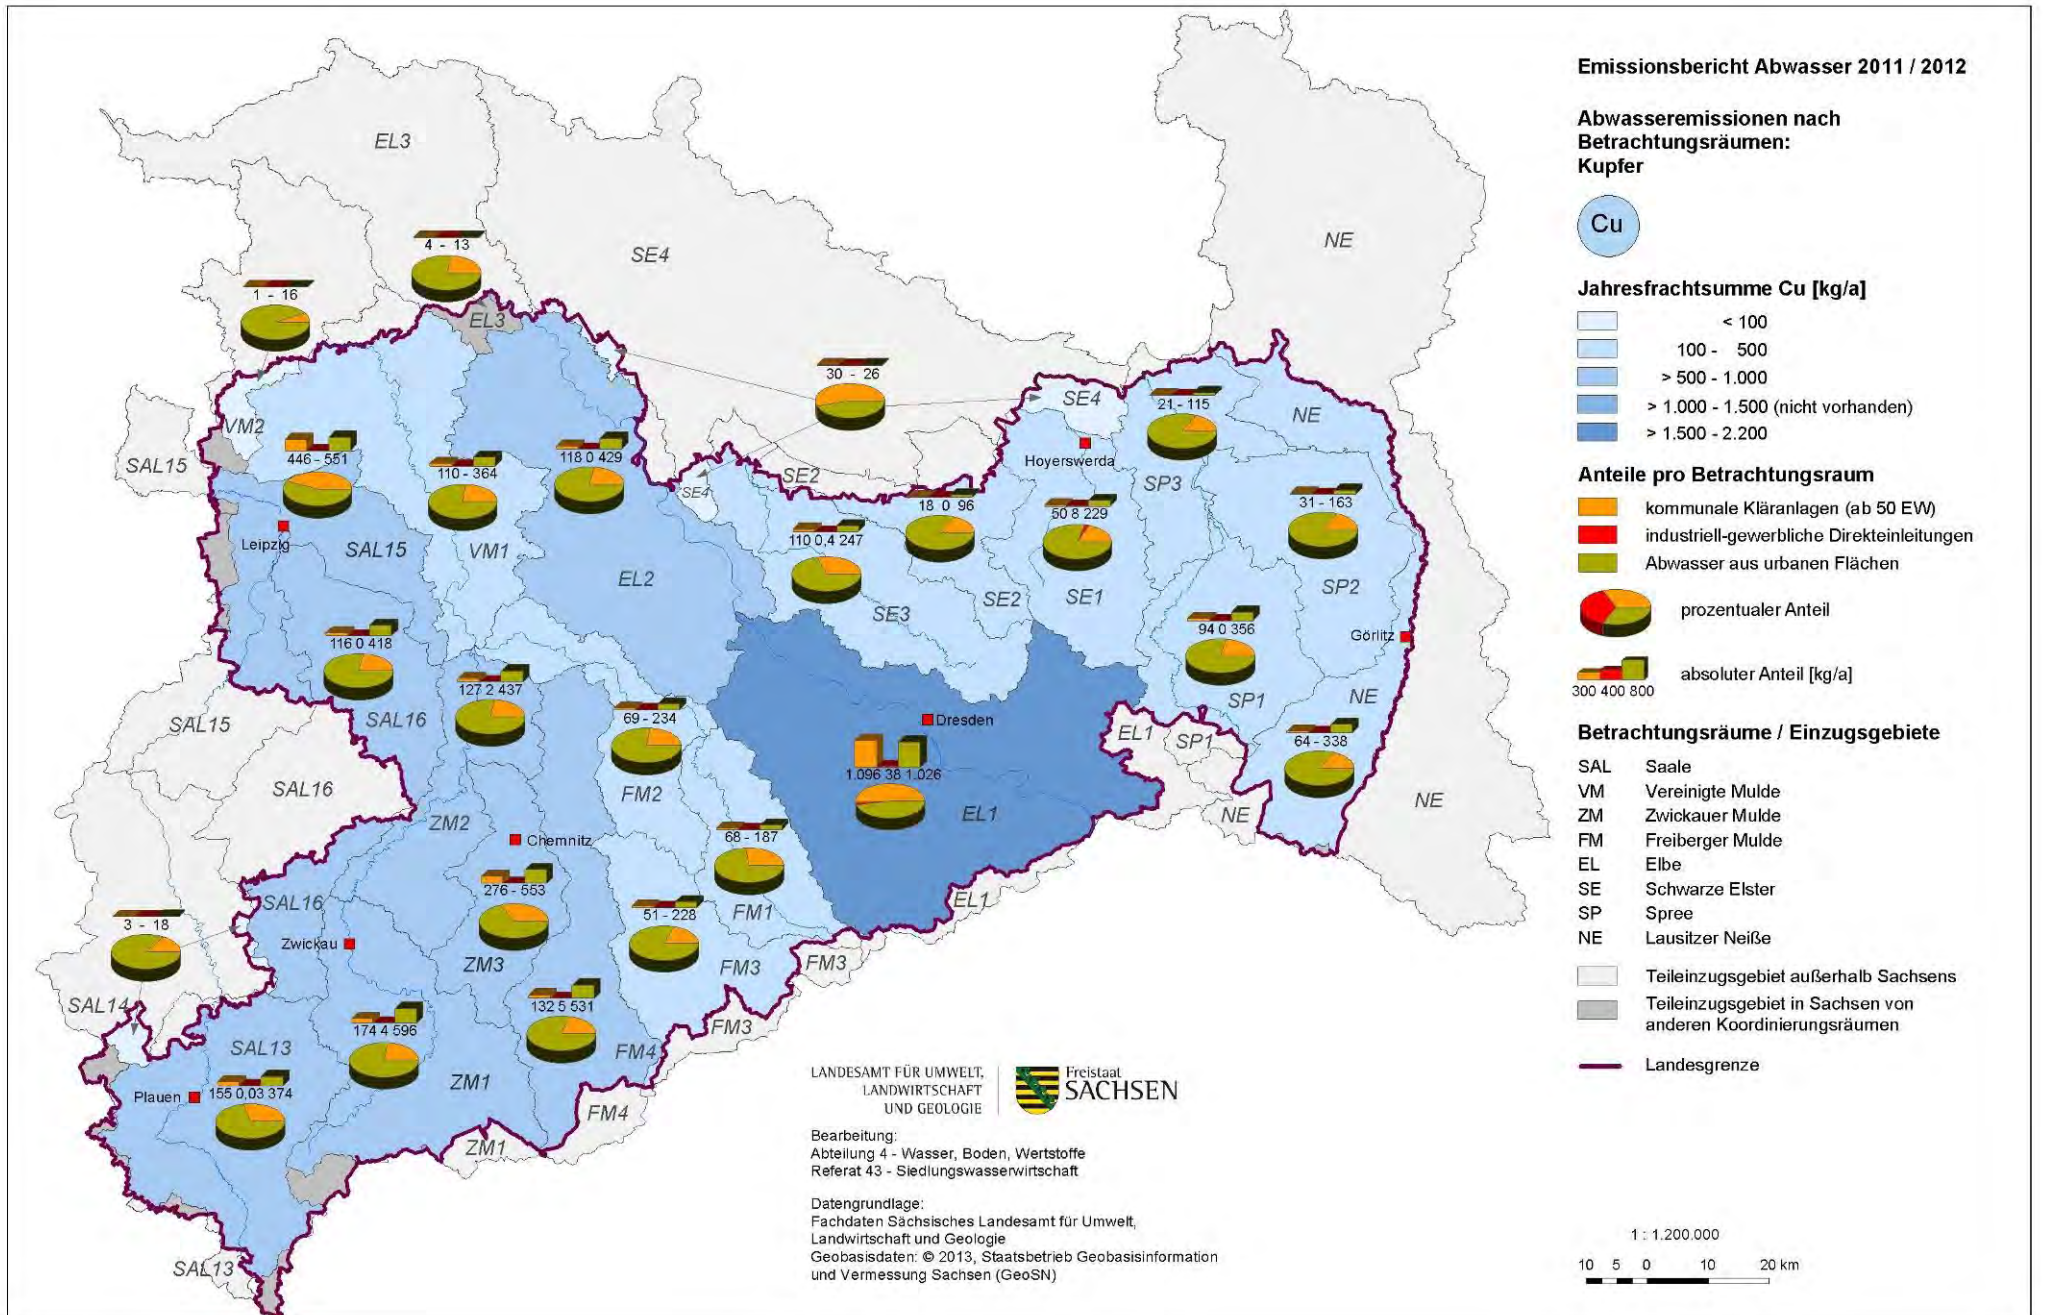 Emissionsbericht Abwasser 2011 / 2012
Abwasseremissionen nach
Betrachtungsräumen:
Kupfer
Cu
Jahresfrachtsumme Cu [kg/a]
< 100
100 - 500
> 500 - 1.000
> 1.000 - 1.500 (nicht vorhanden)
> 1.500 - 2.200
Anteile pro Betrachtungsraum
kommunale Kläranlagen (ab 50 EW)
industriell-gewerbliche Direkteinleitungen
Abwasser aus urbanen Flächen
prozentualer Anteil
absoluter Anteil [kg/a]
300 400 800
Betrachtungsräume / Einzugsgebiete
SAL Saale
VM Vereinigte Mulde
ZM Zwickauer Mulde
FM Freiberger Mulde
EL Elbe
SE Schwarze Elster
SP Spree
NE Lausitzer Neiße
Teileinzugsgebiet außerhalb Sachsens
Teileinzugsgebiet in Sachsen von
anderen Koordinierungsräumen
Landesgrenze
1 : 1.200.000
10 5 0 10 20 km
EL3
SE4
NE
4 - 13
1 - 16
EL3
30 - 26
SE4
21 - 115
NE
VM2
SAL15
446 - 551
110 - 364
118 0 429
SE2
SE4
Hoyerswerda
SP3
18 0 96
50 8 229
31 - 163
Leipzig
SAL15
VM1
EL2
110 0,4 247
SE3
SE2
SE1
SP2
94 0 356
Görlitz
116 0 418
SAL16
127 2 437
69 - 234
Dresden
SP1
NE
SAL15
EL1
SP1
64 - 338
SAL16
FM2
1.096 38 1.026
EL1
NE
NE
ZM2
Chemnitz
68 - 187
276 - 553
SAL16
51 - 228
FM1
EL1
3 - 18
Zwickau
ZM3
FM3
FM3
SAL14
132 5 531
174 4 596
FM3
SAL13
ZM1
FM4
Plauen
155 0,03 374
FM4
ZM1
SAL13
LANDESAMT FÜR UMWELT,
LANDWIRTSCHAFT
UND GEOLOGIE
Freistaat
SACHSEN
Bearbeitung:
Abteilung 4 - Wasser, Boden, Wertstoffe
Referat 43 - Siedlungswasserwirtschaft
Datengrundlage:
Fachdaten Sächsisches Landesamt für Umwelt,
Landwirtschaft und Geologie
Geobasisdaten: © 2013, Staatsbetrieb Geobasisinformation
und Vermessung Sachsen (GeoSN)